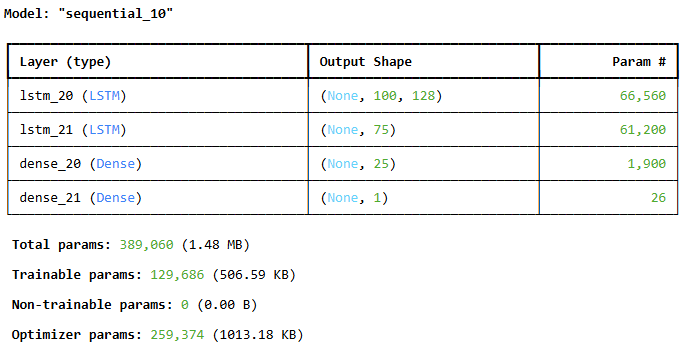 Model: "sequential_10"
Layer (type) Output Shape Param #
lstm_20 (LSTM) (None, 100, 128) 66,560
lstm_21 (LSTM) (None, 75) 61,200
dense_20 (Dense) (None, 25) 1,900
dense_21 (Dense) (None, 1) 26
Total params: 389,060 (1.48 MB)
Trainable params: 129,686 (506.59 KB)
Non-trainable params: 0 (0.00 B)
Optimizer params: 259,374 (1013.18 KB)